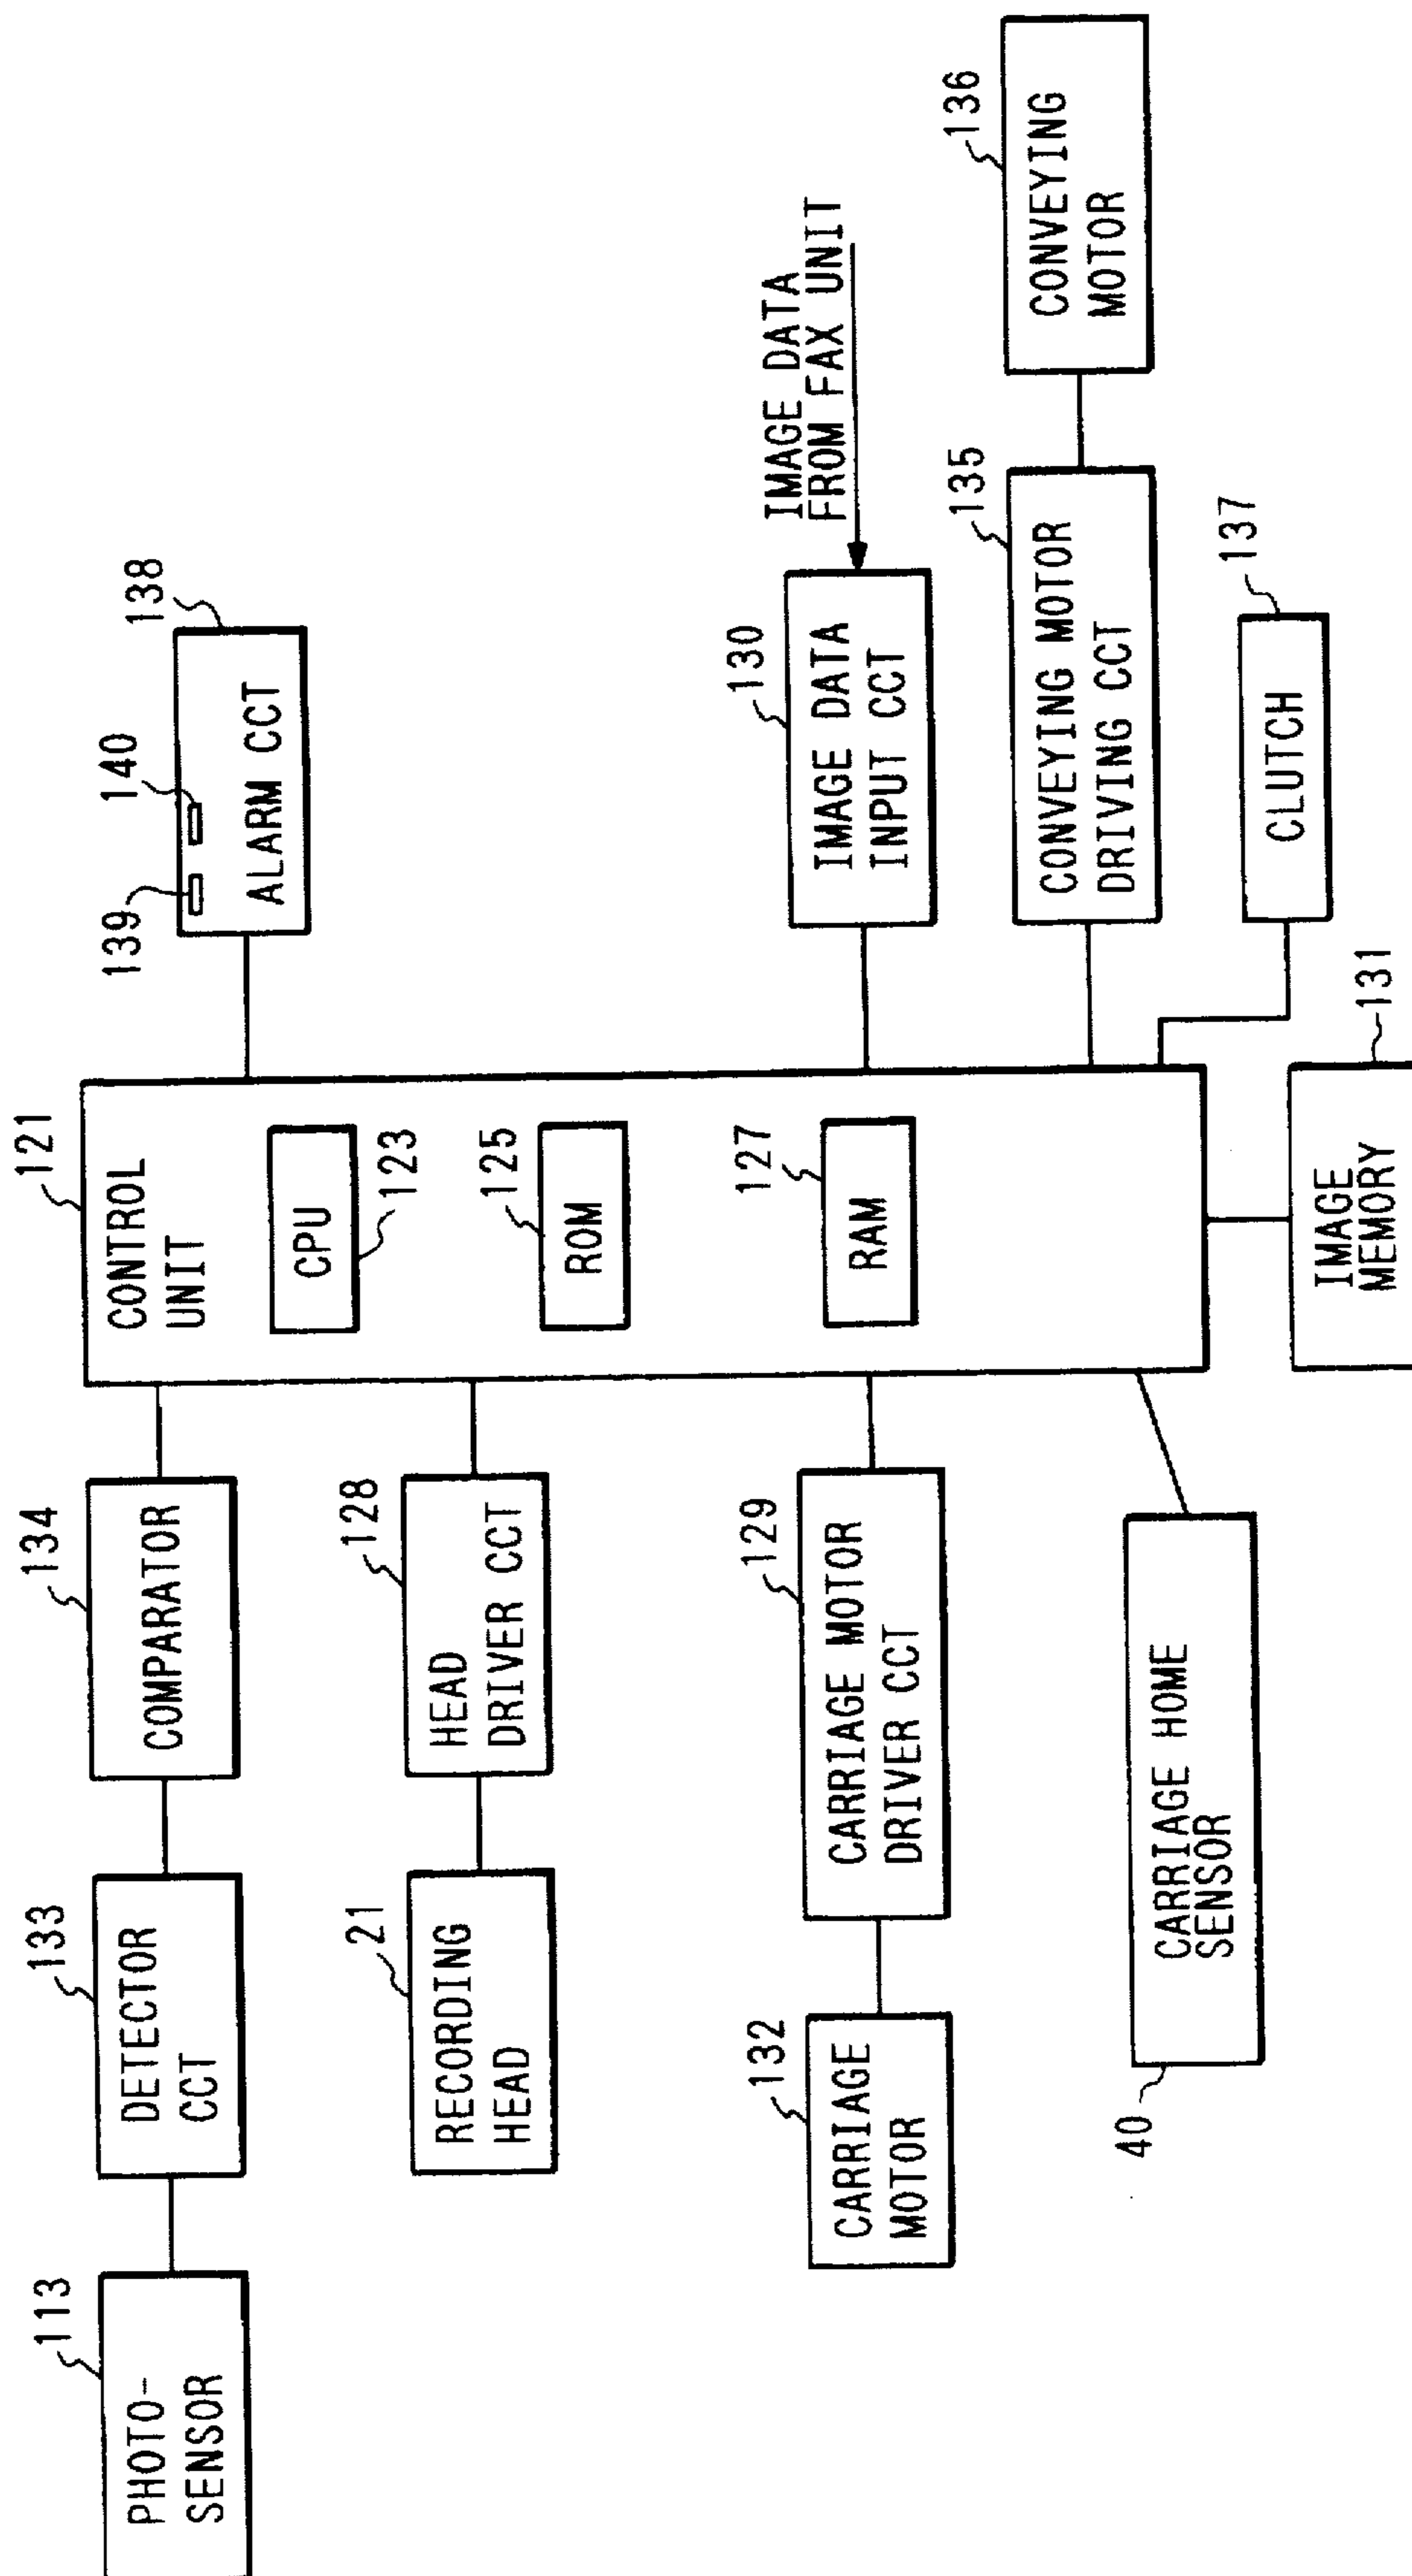 113
PHOTO-
SENSOR
133
DETECTOR
CCT
134
COMPARATOR
121
CONTROL
UNIT
CPU
123
139
140
138
ALARM CCT
21
RECORDING
HEAD
128
HEAD
DRIVER CCT
125
ROM
132
CARRIAGE
MOTOR
129
CARRIAGE MOTOR
DRIVER CCT
127
RAM
130
IMAGE DATA
INPUT CCT
IMAGE DATA
FROM FAX UNIT
135
CONVEYING MOTOR
DRIVING CCT
136
CONVEYING
MOTOR
40
CARRIAGE HOME
SENSOR
137
CLUTCH
131
IMAGE
MEMORY